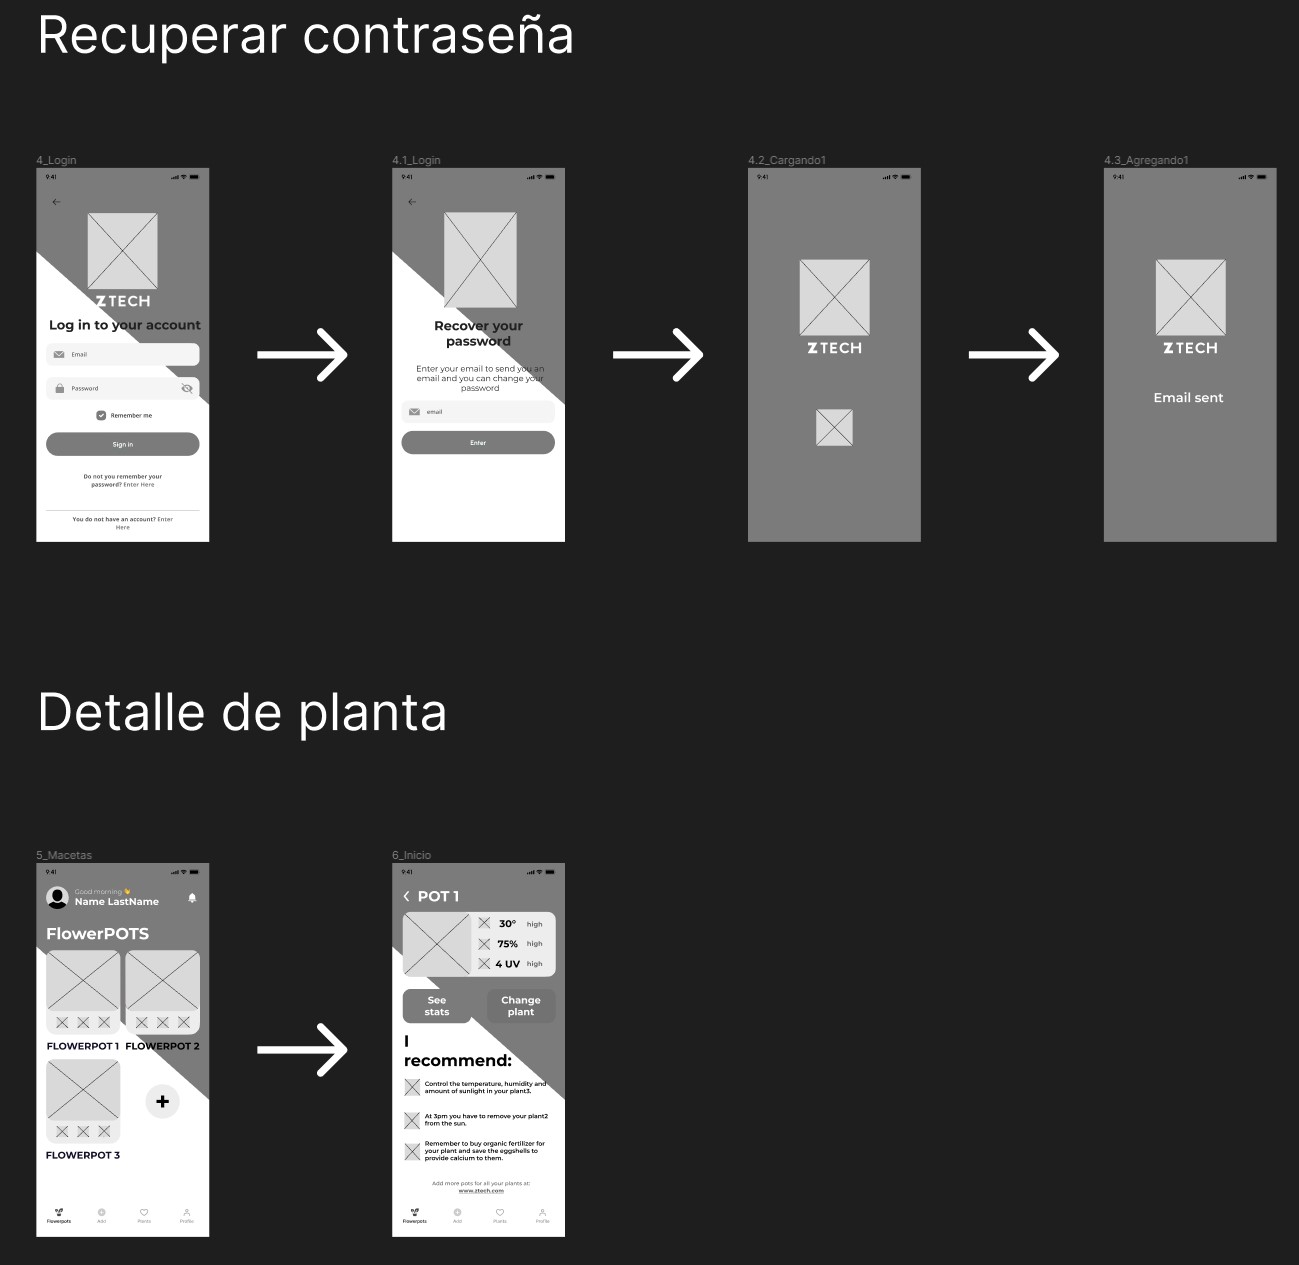 Recuperar contraseña
4_Login
4.1_Login
4.2_Cargando1
4.3_Agregando1
9:41
Z TECH
Log in to your account
Email
Password
Remember me
Sign in
Do not you remember your
password? Enter Here
You do not have an account? Enter
Here
9:41
Recover your
password
Enter your email to send you an
email and you can change your
password
email
Enter
9:41
Z TECH
9:41
Z TECH
Email sent
Detalle de planta
5_Macetas
6_Inicio
9:41
Good morning 👋
Name LastName
FlowerPOTS
FLOWERPOT 1
FLOWERPOT 2
FLOWERPOT 3
+
Flowerpots
Add
Plants
Profile
9:41
POT 1
30° high
75% high
4 UV high
See
stats
Change
plant
I
recommend:
Control the temperature, humidity and
amount of sunlight in your plant3.
At 3pm you have to remove your plant2
from the sun.
Remember to buy organic fertilizer for
your plant and save the eggshells to
provide calcium to them.
Add more pots for all your plants at:
www.ztech.com
Flowerpots
Add
Plants
Profile